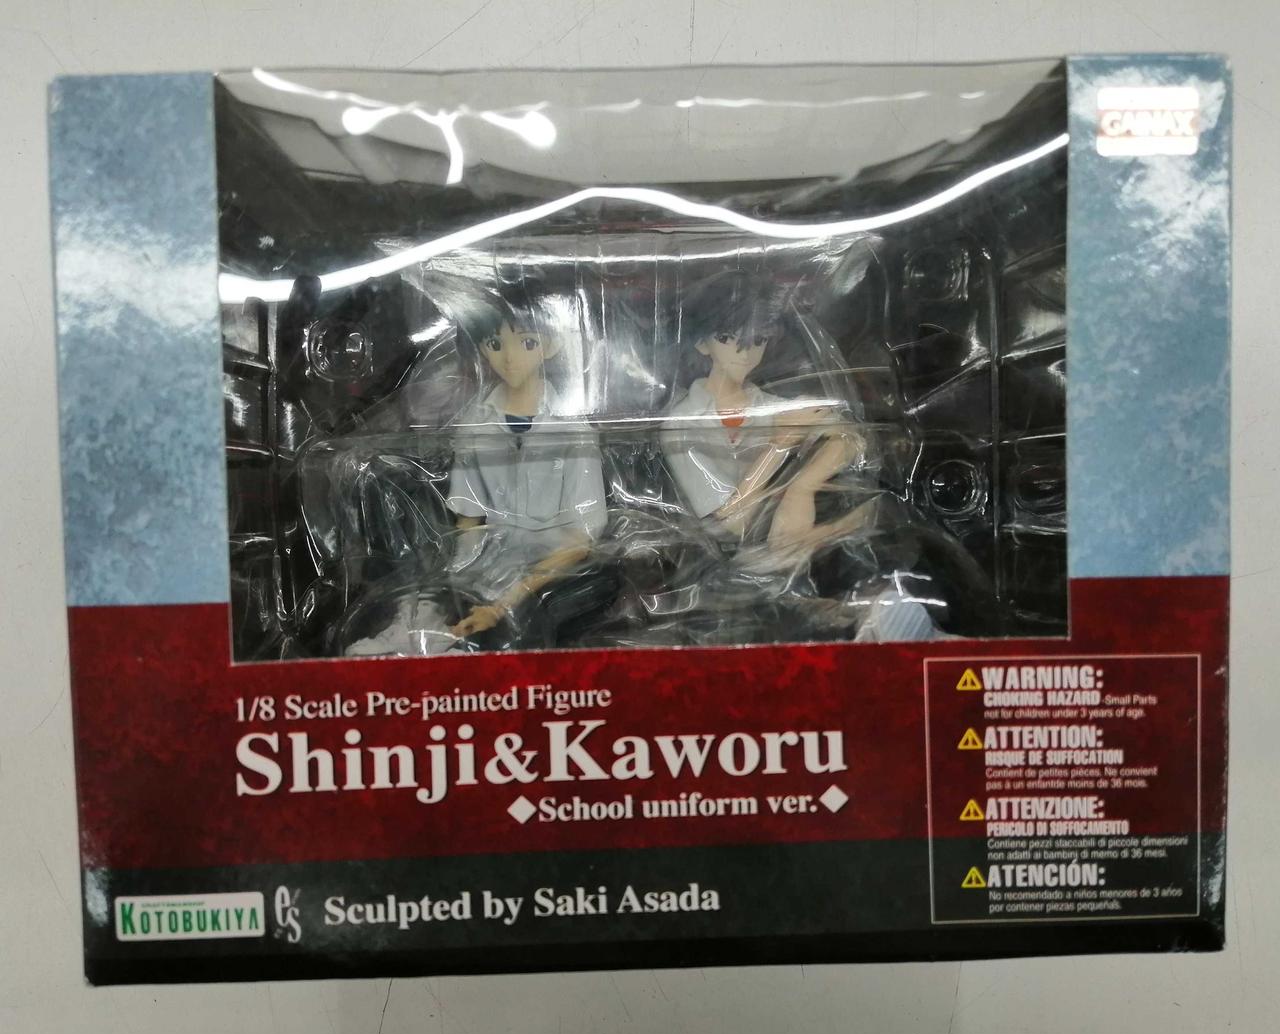 GAINAX
1/8 Scale Pre-painted Figure
Shinji&Kaworu
◆School uniform ver.◆
CRAFTSMANSHIP
KOTOBUKIYA
e's
Sculpted by Saki Asada
⚠WARNING:
CHOKING HAZARD-Small Parts
not for children under 3 years of age.
⚠ATTENTION:
RISQUE DE SUFFOCATION
Contient de petites pièces. Ne convient
pas à un enfantde moins de 36 mois.
⚠ATTENZIONE:
PERICOLO DI SOFFOCAMENTO
Contiene pezzi staccabili di piccole dimensioni
non adatti ai bambini di memo di 36 mesi.
⚠ATENCIÓN:
No recomendado a niños menores de 3 años
por contener piezas pequeñas.